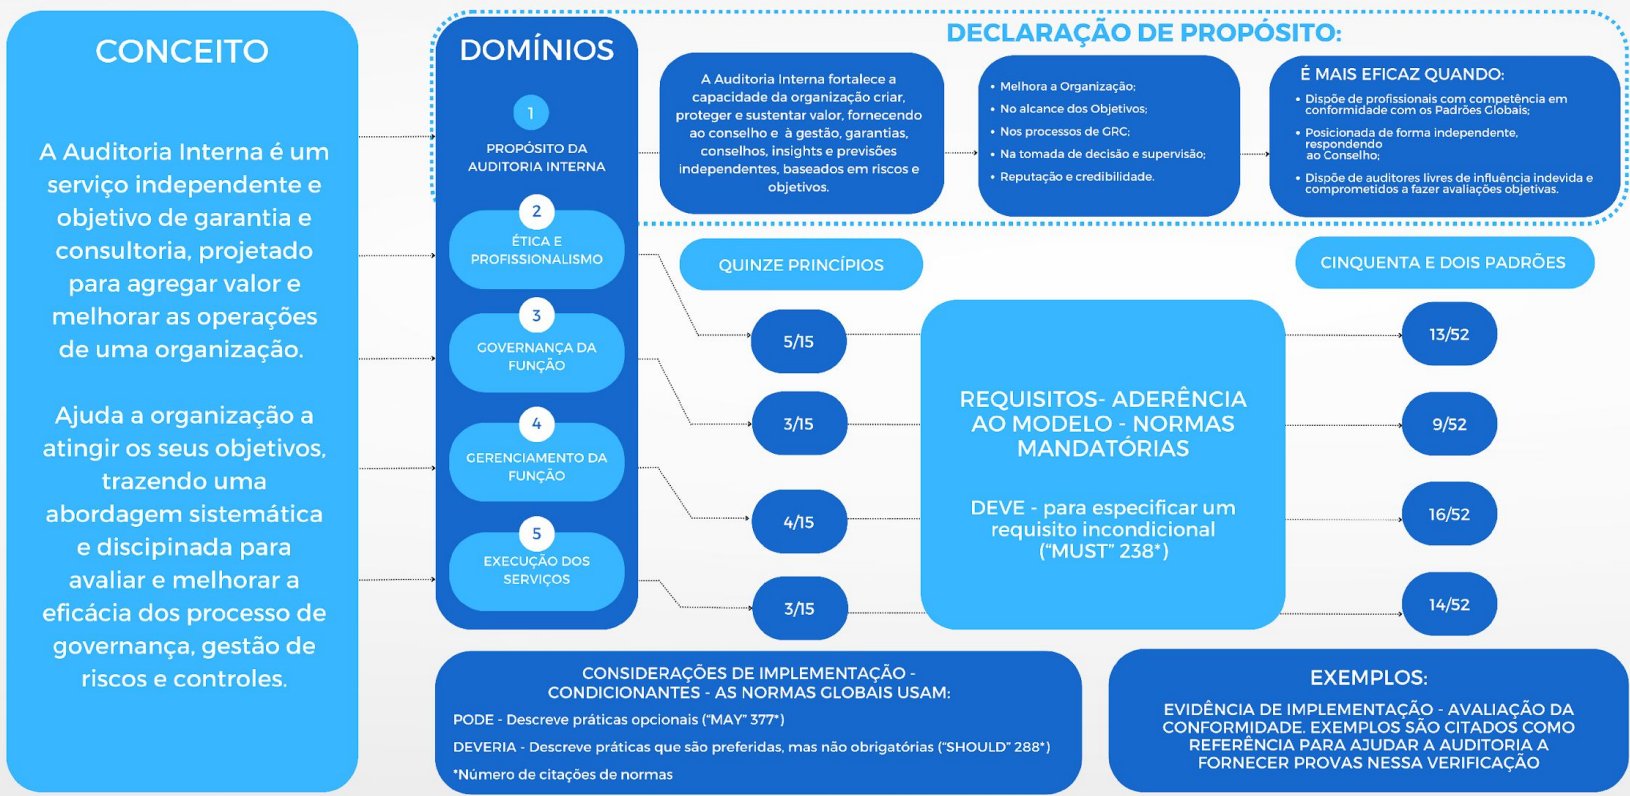 CONCEITO
A Auditoria Interna é um
serviço independente e
objetivo de garantia e
consultoria, projetado
para agregar valor e
melhorar as operações
de uma organização.
Ajuda a organização a
atingir os seus objetivos,
trazendo uma
abordagem sistemática
e discipinada para
avaliar e melhorar a
eficácia dos processo de
governança, gestão de
riscos e controles.
DOMÍNIOS
1
PROPÓSITO DA
AUDITORIA INTERNA
2
ÉTICA E
PROFISSIONALISMO
3
GOVERNANÇA DA
FUNÇÃO
4
GERENCIAMENTO DA
FUNÇÃO
5
EXECUÇÃO DOS
SERVIÇOS
DECLARAÇÃO DE PROPÓSITO:
A Auditoria Interna fortalece a
capacidade da organização criar,
proteger e sustentar valor, fornecendo
ao conselho e à gestão, garantias,
conselhos, insights e previsões
independentes, baseados em riscos e
objetivos.
• Melhora a Organização;
• No alcance dos Objetivos;
• Nos processos de GRC;
• Na tomada de decisão e supervisão;
• Reputação e credibilidade.
É MAIS EFICAZ QUANDO:
• Dispõe de profissionais com competência em
conformidade com os Padrões Globais;
• Posicionada de forma independente,
respondendo
ao Conselho;
• Dispõe de auditores livres de influência indevida e
comprometidos a fazer avaliações objetivas.
QUINZE PRINCÍPIOS
5/15
3/15
4/15
3/15
REQUISITOS- ADERÊNCIA
AO MODELO - NORMAS
MANDATÓRIAS
DEVE - para especificar um
requisito incondicional
(“MUST” 238*)
CINQUENTA E DOIS PADRÕES
13/52
9/52
16/52
14/52
CONSIDERAÇÕES DE IMPLEMENTAÇÃO -
CONDICIONANTES - AS NORMAS GLOBAIS USAM:
PODE - Descreve práticas opcionais (“MAY” 377*)
DEVERIA - Descreve práticas que são preferidas, mas não obrigatórias (“SHOULD” 288*)
*Número de citações de normas
EXEMPLOS:
EVIDÊNCIA DE IMPLEMENTAÇÃO - AVALIAÇÃO DA
CONFORMIDADE. EXEMPLOS SÃO CITADOS COMO
REFERÊNCIA PARA AJUDAR A AUDITORIA A
FORNECER PROVAS NESSA VERIFICAÇÃO